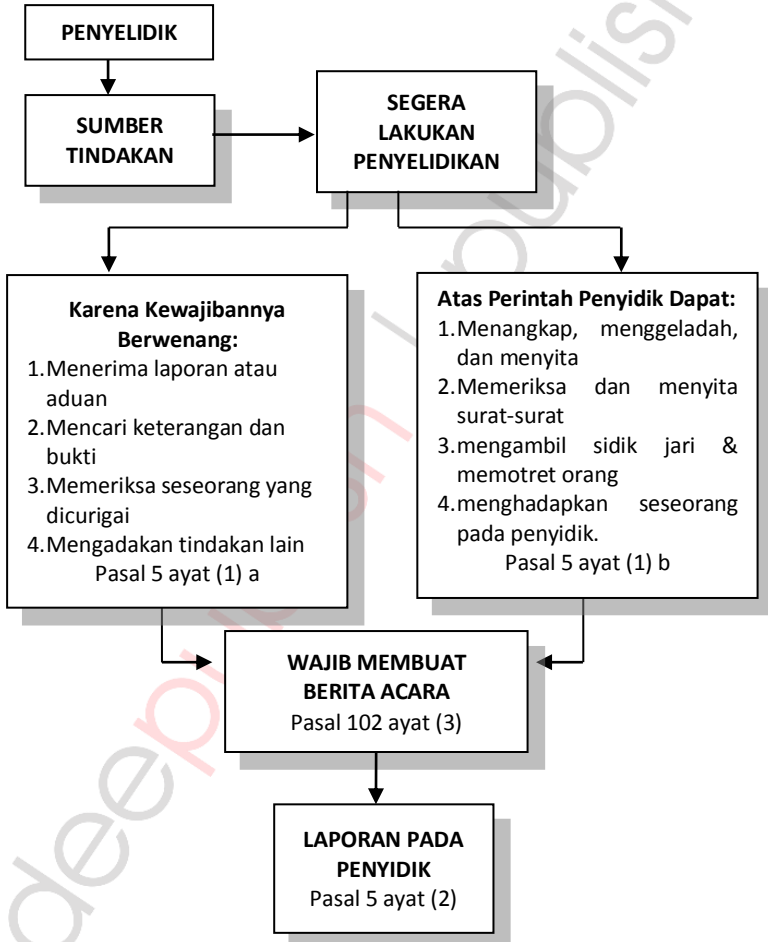 PENYELIDIK
SUMBER
TINDAKAN
SEGERA
LAKUKAN
PENYELIDIKAN
Karena Kewajibannya
Berwenang:
1.Menerima laporan atau
aduan
2.Mencari keterangan dan
bukti
3.Memeriksa seseorang yang
dicurigai
4.Mengadakan tindakan lain
Pasal 5 ayat (1) a
Atas Perintah Penyidik Dapat:
1.Menangkap, menggeladah,
dan menyita
2.Memeriksa dan menyita
surat-surat
3.mengambil sidik jari &
memotret orang
4.menghadapkan seseorang
pada penyidik.
Pasal 5 ayat (1) b
WAJIB MEMBUAT
BERITA ACARA
Pasal 102 ayat (3)
LAPORAN PADA
PENYIDIK
Pasal 5 ayat (2)